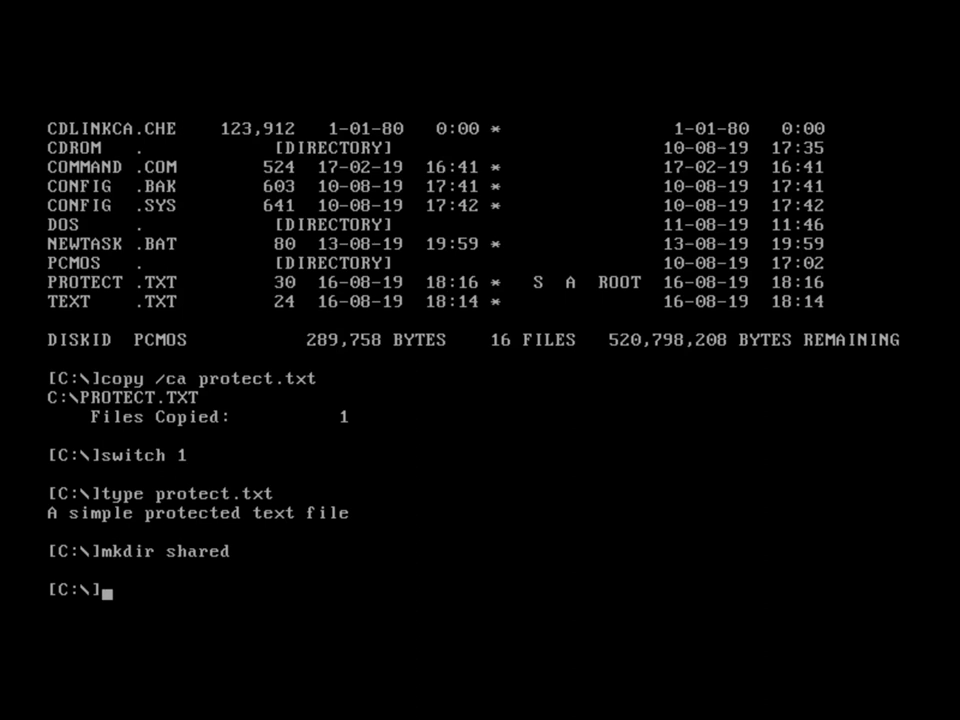 CDLINKCA.CHE    123,912   1-01-80   0:00 *                1-01-80   0:00
CDROM   .            [DIRECTORY]                         10-08-19  17:35
COMMAND .COM        524  17-02-19  16:41 *               17-02-19  16:41
CONFIG  .BAK        603  10-08-19  17:41 *               10-08-19  17:41
CONFIG  .SYS        641  10-08-19  17:42 *               10-08-19  17:42
DOS     .            [DIRECTORY]                         11-08-19  11:46
NEWTASK .BAT         80  13-08-19  19:59 *               13-08-19  19:59
PCMOS   .            [DIRECTORY]                         10-08-19  17:02
PROTECT .TXT         30  16-08-19  18:16 *   S  A  ROOT  16-08-19  18:16
TEXT    .TXT         24  16-08-19  18:14 *               16-08-19  18:14
DISKID  PCMOS           289,758 BYTES    16 FILES   520,798,208 BYTES REMAINING
[C:\]copy /ca protect.txt
C:\PROTECT.TXT
    Files Copied:          1
[C:\]switch 1
[C:\]type protect.txt
A simple protected text file
[C:\]mkdir shared
[C:\]